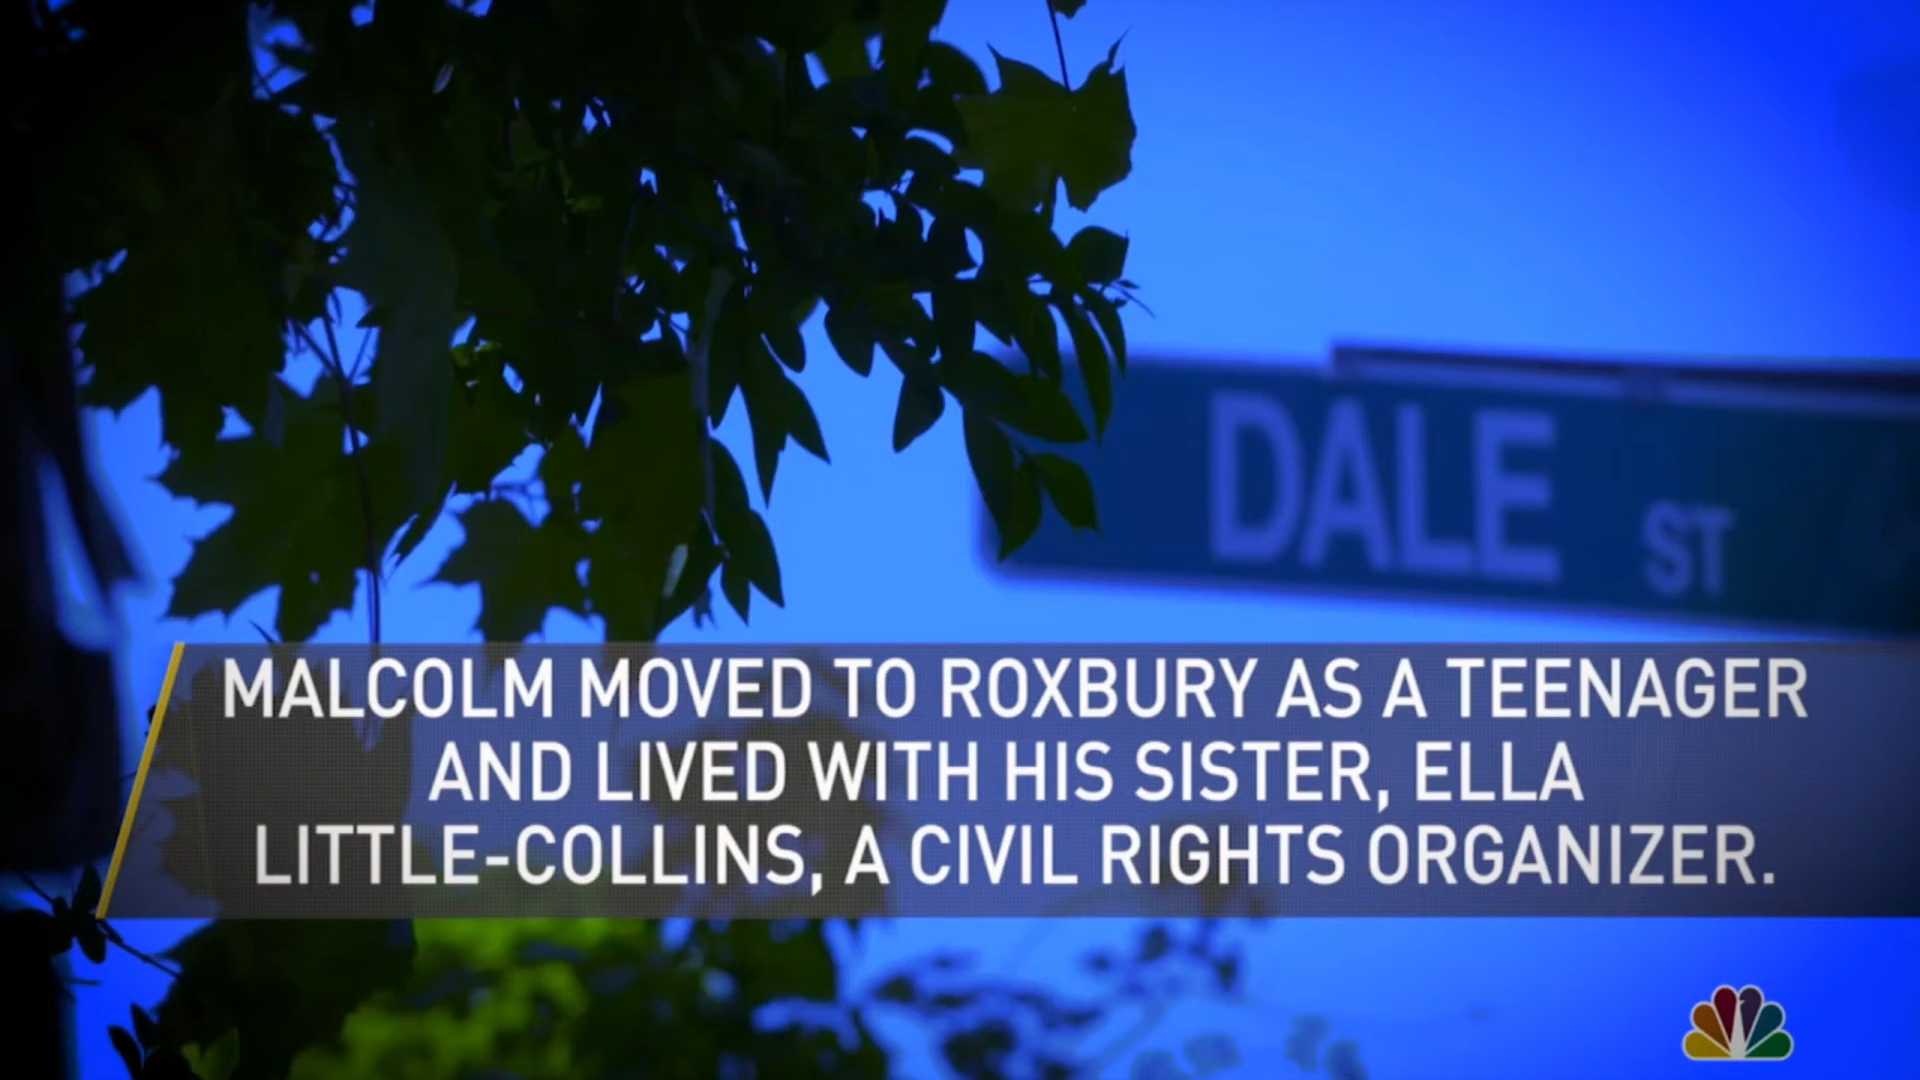 DALE ST
MALCOLM MOVED TO ROXBURY AS A TEENAGER
AND LIVED WITH HIS SISTER, ELLA
LITTLE-COLLINS, A CIVIL RIGHTS ORGANIZER.